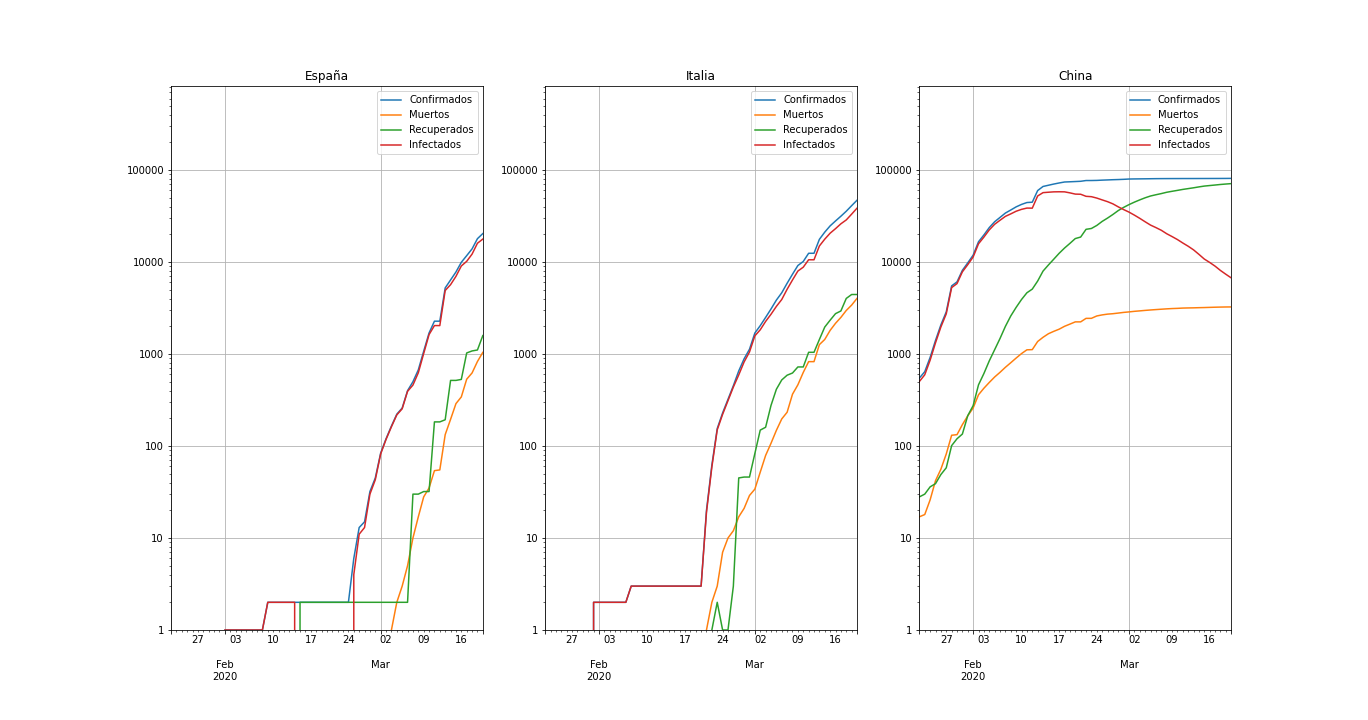 España
Confirmados
Muertos
Recuperados
Infectados
100000
10000
1000
100
10
1
27
03
10
17
24
02
09
16
Feb
2020
Mar
Italia
Confirmados
Muertos
Recuperados
Infectados
100000
10000
1000
100
10
1
27
03
10
17
24
02
09
16
Feb
2020
Mar
China
Confirmados
Muertos
Recuperados
Infectados
100000
10000
1000
100
10
1
27
03
10
17
24
02
09
16
Feb
2020
Mar